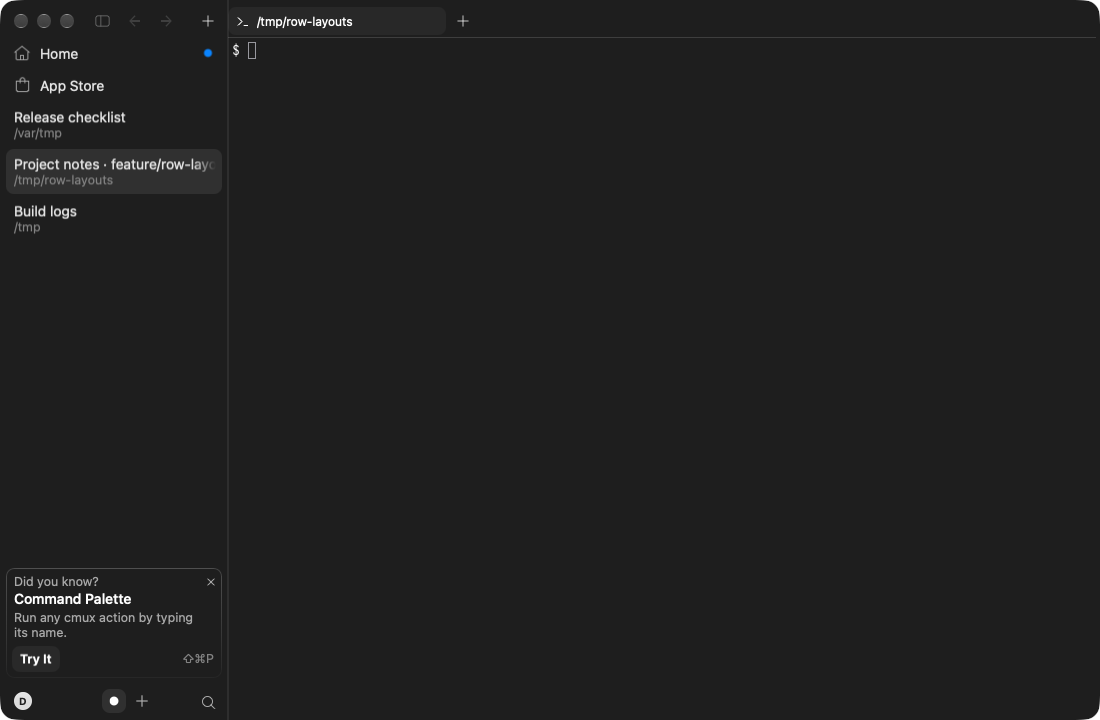 /tmp/row-layouts
$
Home
App Store
Release checklist
/var/tmp
Project notes · feature/row-layo
/tmp/row-layouts
Build logs
/tmp
Did you know?
Command Palette
Run any cmux action by typing
its name.
Try It
⇧⌘P
D